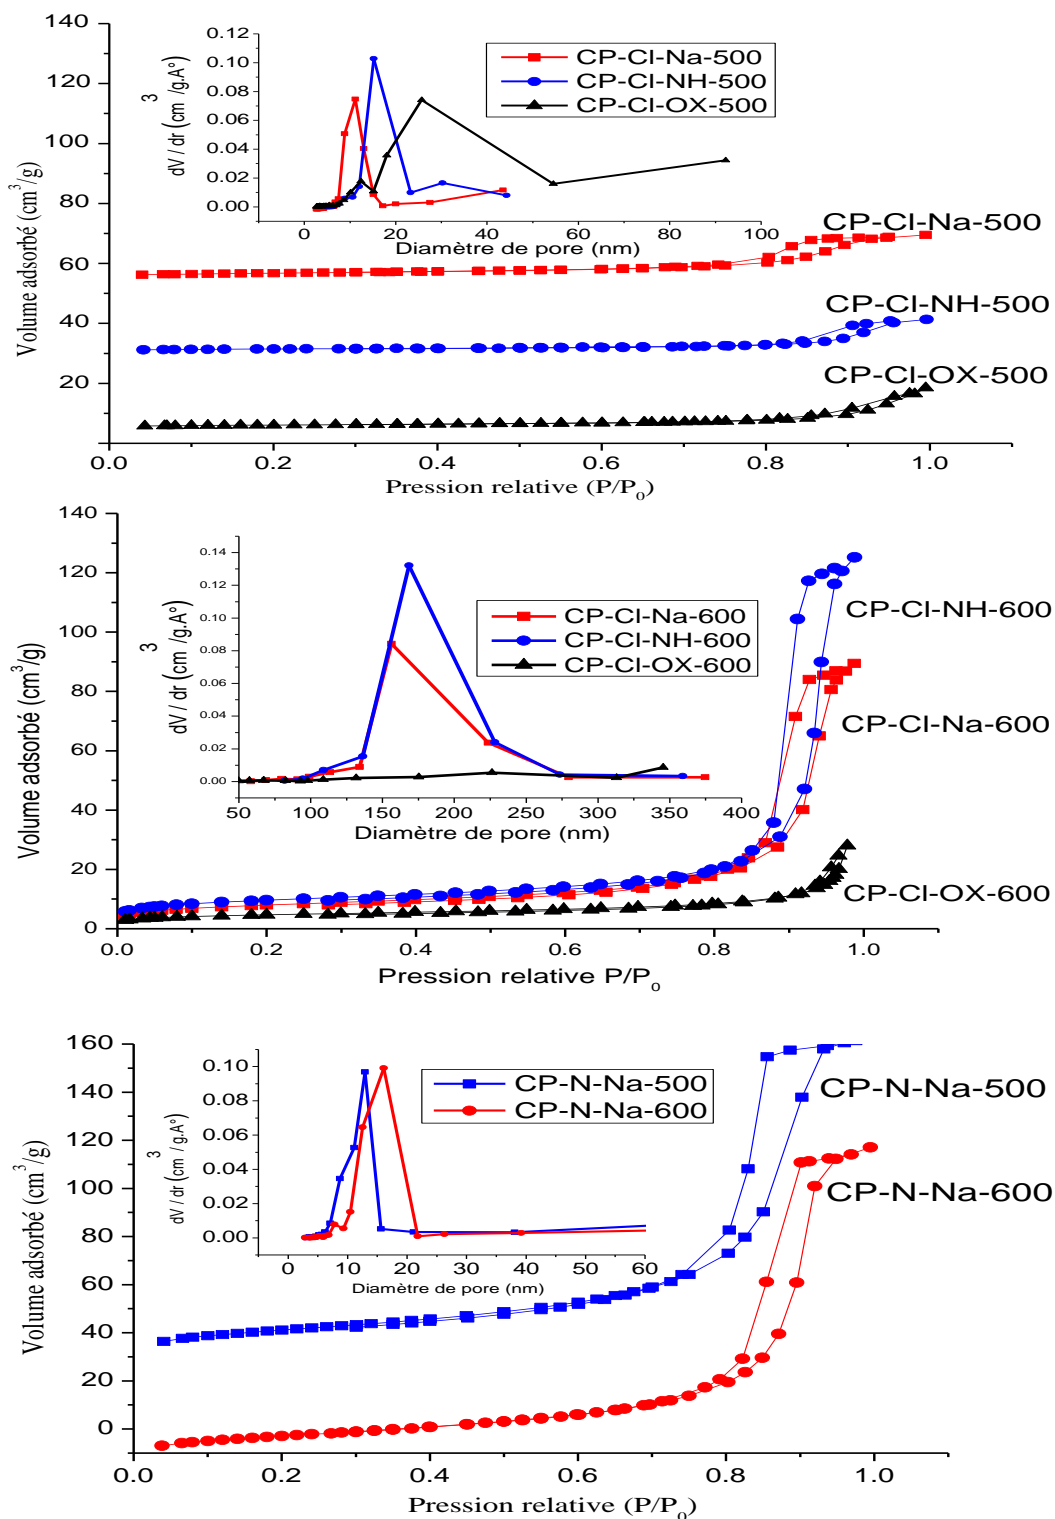 140
120
100
80
60
40
20
Volume adsorbé (cm3/g)
0.0 0.2 0.4 0.6 0.8 1.0
Pression relative (P/P0)
0.12
0.10
0.08
0.06
0.04
0.02
0.00
dV / dr (cm3 / g.A°)
0 20 40 60 80 100
Diamètre de pore (nm)
CP-Cl-Na-500
CP-Cl-NH-500
CP-Cl-OX-500
CP-Cl-Na-500
CP-Cl-NH-500
CP-Cl-OX-500
140
120
100
80
60
40
20
0
Volume adsorbé (cm3/g)
0.0 0.2 0.4 0.6 0.8 1.0
Pression relative P/P0
0.14
0.12
0.10
0.08
0.06
0.04
0.02
0.00
dV / dr (cm3 / g.A°)
50 100 150 200 250 300 350 400
Diamètre de pore (nm)
CP-Cl-Na-600
CP-Cl-NH-600
CP-Cl-OX-600
CP-Cl-NH-600
CP-Cl-Na-600
CP-Cl-OX-600
160
140
120
100
80
60
40
20
0
Volume adsorbé (cm3/g)
0.0 0.2 0.4 0.6 0.8 1.0
Pression relative (P/P0)
0.10
0.08
0.06
0.04
0.02
0.00
dV / dr (cm3 / g.A°)
0 10 20 30 40 50 60
Diamètre de pore (nm)
CP-N-Na-500
CP-N-Na-600
CP-N-Na-500
CP-N-Na-600